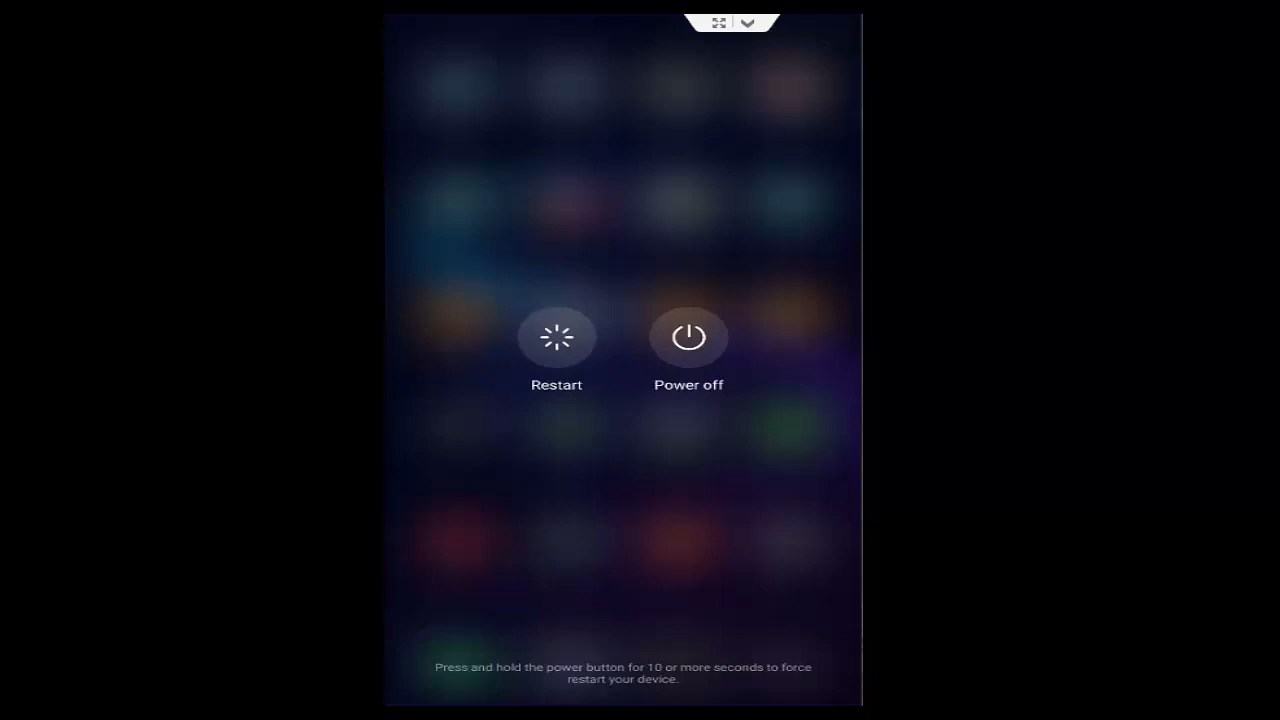 Restart Power off
Press and hold the power button for 10 or more seconds to force
restart your device.